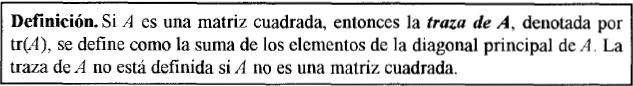 Definición. Si A es una matriz cuadrada, entonces la traza de A, denotada por
tr(A), se define como la suma de los elementos de la diagonal principal de A. La
traza de A no está definida si A no es una matriz cuadrada.